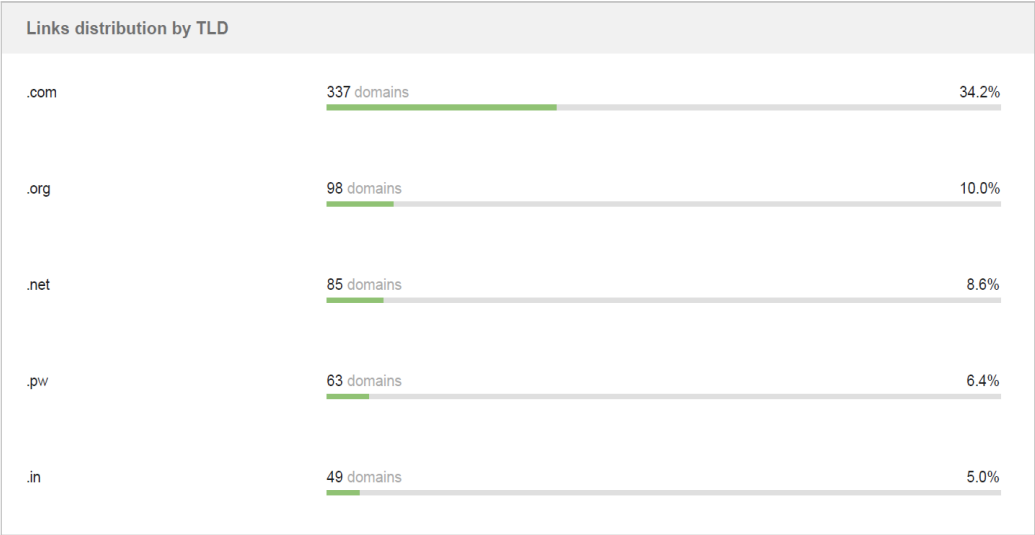 Links distribution by TLD
.com 337 domains 34.2%
.org 98 domains 10.0%
.net 85 domains 8.6%
.pw 63 domains 6.4%
.in 49 domains 5.0%